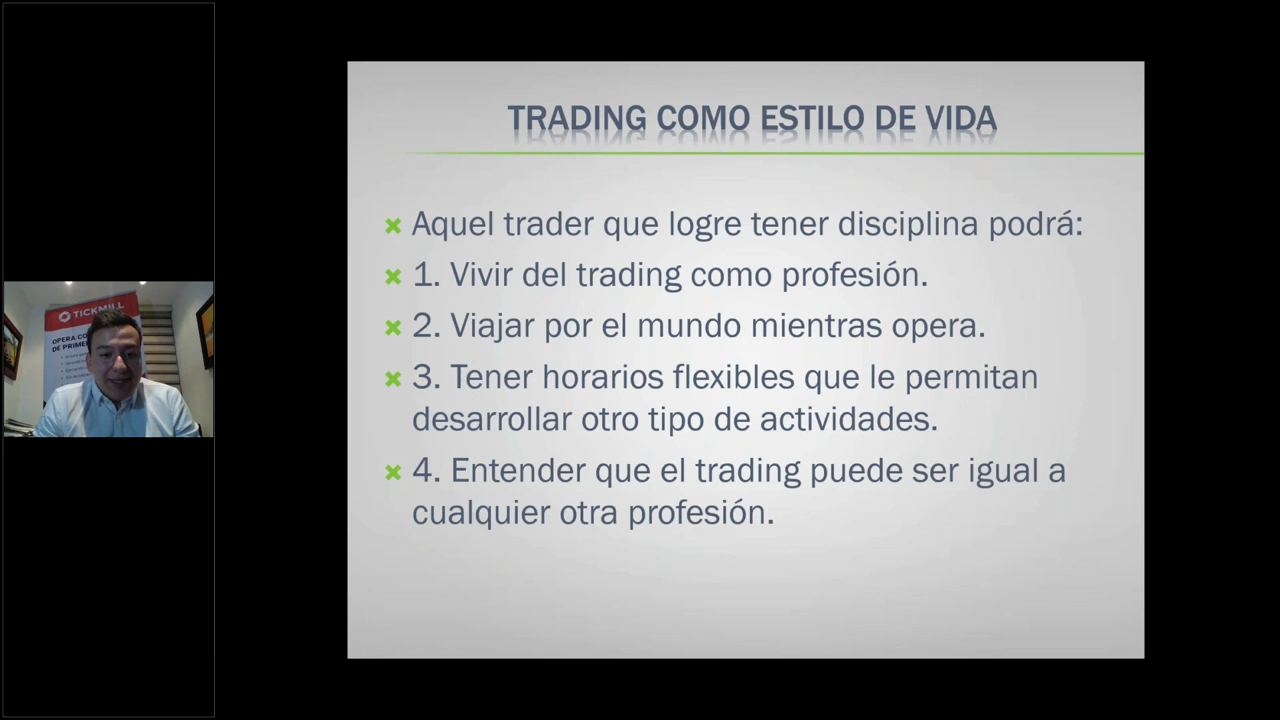 TRADING COMO ESTILO DE VIDA
Aquel trader que logre tener disciplina podrá:
1. Vivir del trading como profesión.
2. Viajar por el mundo mientras opera.
3. Tener horarios flexibles que le permitan
desarrollar otro tipo de actividades.
4. Entender que el trading puede ser igual a
cualquier otra profesión.
TICKMILL
OPERA
DE